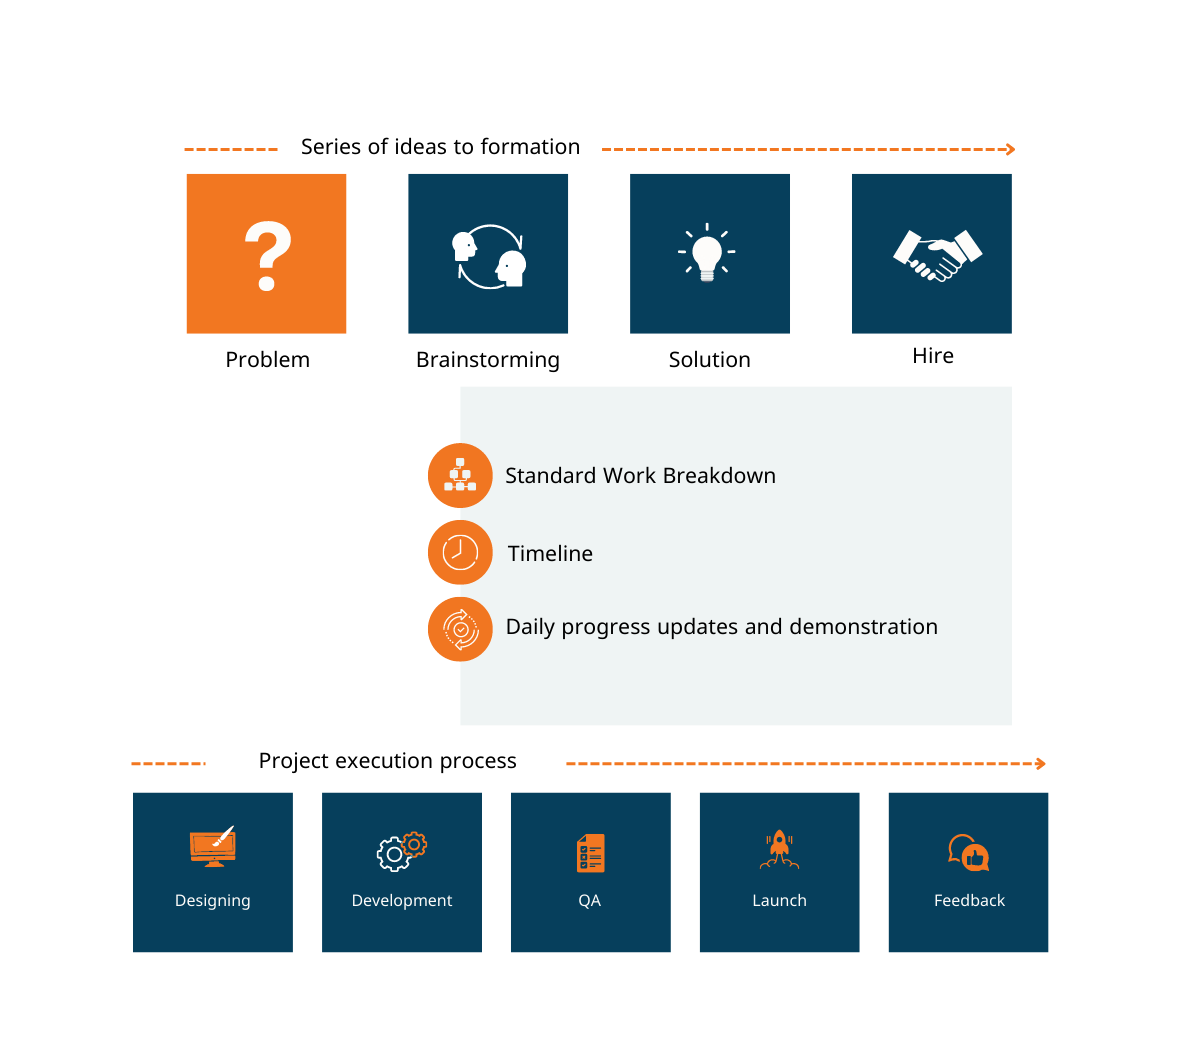 Series of ideas to formation
?
Problem
Brainstorming
Solution
Hire
Standard Work Breakdown
Timeline
Daily progress updates and demonstration
Project execution process
Designing
Development
QA
Launch
Feedback